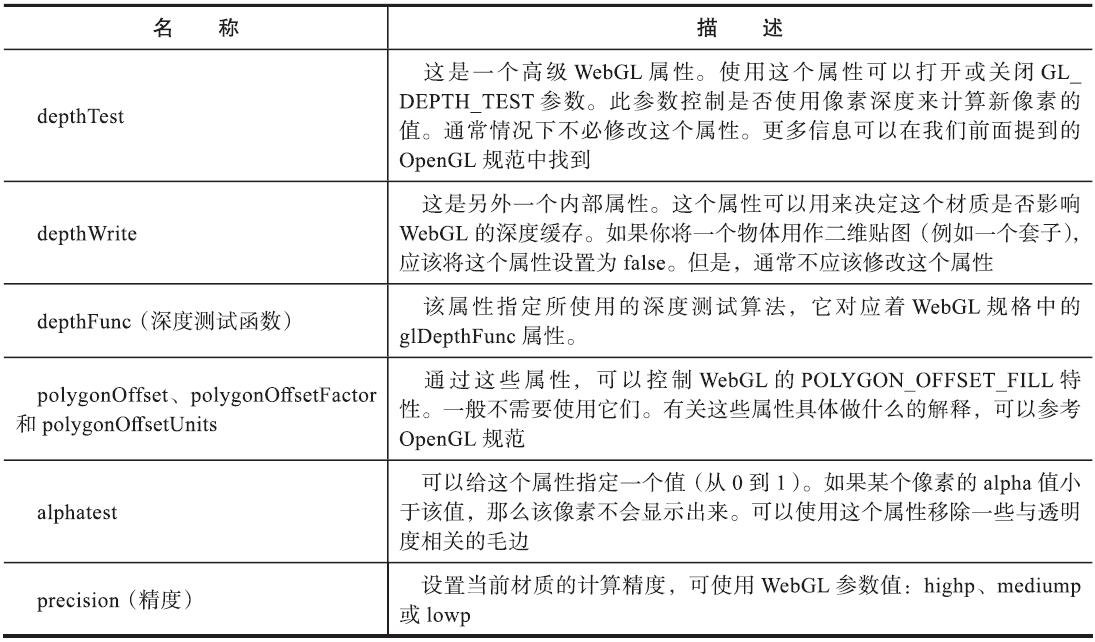 名 称
描 述
depthTest
这是一个高级 WebGL 属性。使用这个属性可以打开或关闭 GL_
DEPTH_TEST 参数。此参数控制是否使用像素深度来计算新像素的
值。通常情况下不必修改这个属性。更多信息可以在我们前面提到的
OpenGL 规范中找到
depthWrite
这是另外一个内部属性。这个属性可以用来决定这个材质是否影响
WebGL 的深度缓存。如果你将一个物体用作二维贴图（例如一个套子），
应该将这个属性设置为 false。但是，通常不应该修改这个属性
depthFunc（深度测试函数）
该属性指定所使用的深度测试算法，它对应着 WebGL 规格中的
glDepthFunc 属性。
polygonOffset、polygonOffsetFactor
和 polygonOffsetUnits
通过这些属性，可以控制 WebGL 的 POLYGON_OFFSET_FILL 特
性。一般不需要使用它们。有关这些属性具体做什么的解释，可以参考
OpenGL 规范
alphatest
可以给这个属性指定一个值（从 0 到 1）。如果某个像素的 alpha 值小
于该值，那么该像素不会显示出来。可以使用这个属性移除一些与透明
度相关的毛边
precision（精度）
设置当前材质的计算精度，可使用 WebGL 参数值：highp、mediump
或 lowp